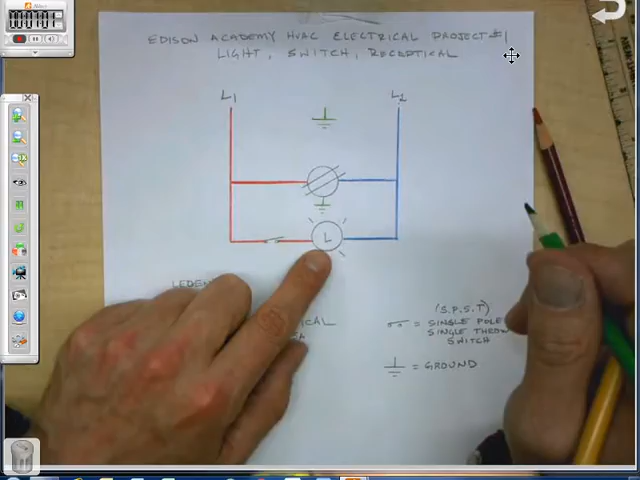 EDISON ACADEMY HVAC ELECTRICAL PROJECT #1
LIGHT, SWITCH, RECEPTICAL
L1
L2
L
(S.P.S.T)
= SINGLE POLE
SINGLE THROW
SWITCH
= GROUND